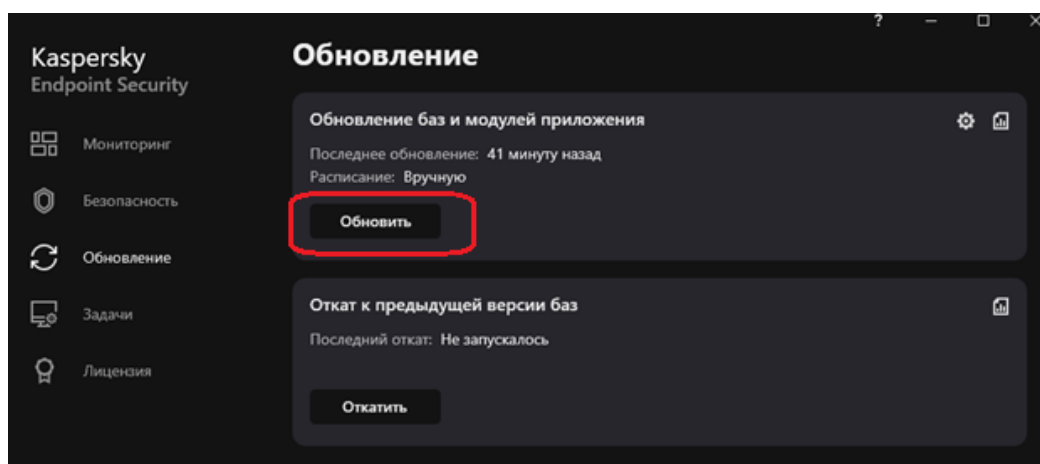 ?
Kaspersky
Endpoint Security
Мониторинг
Безопасность
Обновление
Задачи
Лицензия
Обновление
Обновление баз и модулей приложения
Последнее обновление: 41 минуту назад
Расписание: Вручную
Обновить
Откат к предыдущей версии баз
Последний откат: Не запускалось
Откатить